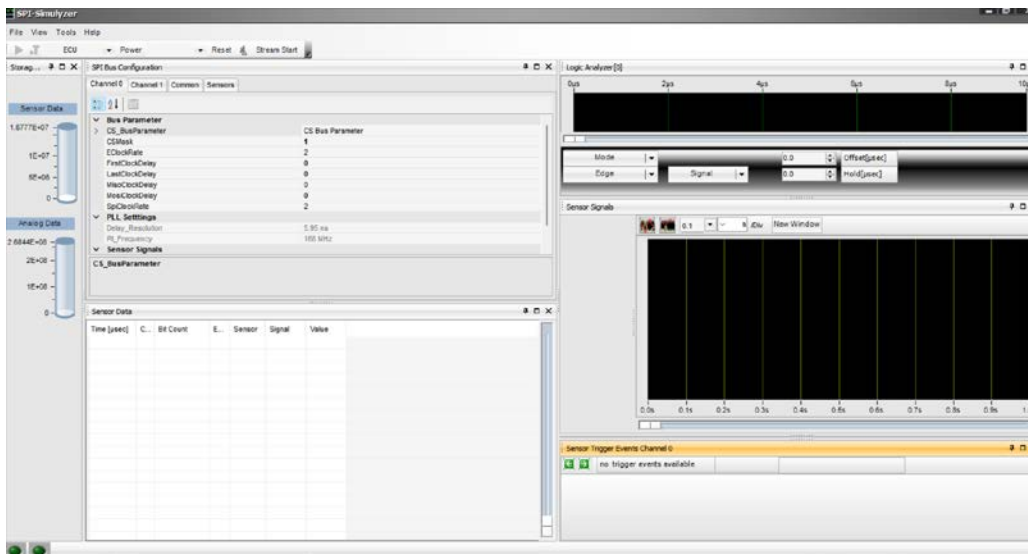 SPI-Simulyzer
File View Tools Help
ECU Power Reset Stream Start
Storag...
SPI Bus Configuration
Logic Analyzer [S]
Channel 0 Channel 1 Common Sensors
0µs 2µs 4µs 6µs 8µs 10
Sensor Data
1.6777E+07
1E+07
5E+06
0
Bus Parameter
CS_BusParameter CS Bus Parameter
CSMask 1
EClockRate 2
FirstClockDelay 0
LastClockDelay 0
MisoClockDelay 0
MosiClockDelay 0
SpiClockRate 2
PLL Setttings
Delay_Resolution 5.95 ns
Pll_Frequency 168 MHz
Sensor Signals
CS_BusParameter
Mode 0.0 Offset[µsec]
Edge Signal 0.0 Hold[µsec]
Analog Data
2.6844E+08
2E+08
1E+08
0
Sensor Signals
0.1 s /Div New Window
0.0s 0.1s 0.2s 0.3s 0.4s 0.5s 0.6s 0.7s 0.8s 0.9s 1.
Sensor Data
Time [µsec] C... Bit Count E... Sensor Signal Value
Sensor Trigger Events Channel 0
no trigger events available